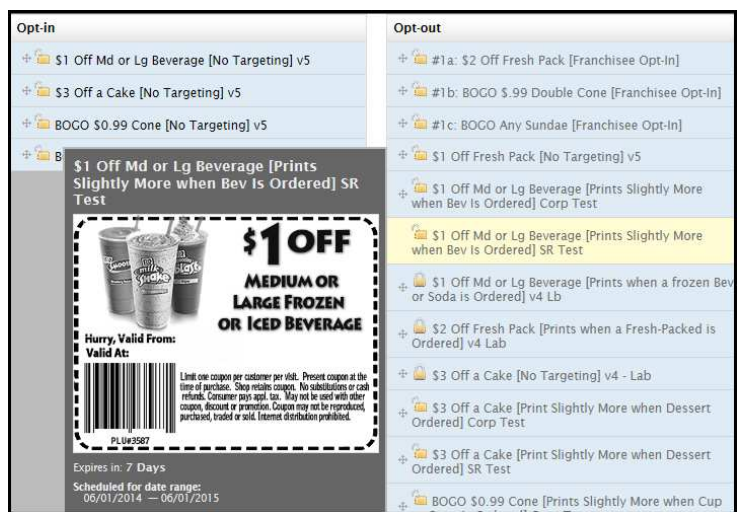 Opt-in
$1 Off Md or Lg Beverage [No Targeting] v5
$3 Off a Cake [No Targeting] v5
BOGO $0.99 Cone [No Targeting] v5
B
$1 Off Md or Lg Beverage [Prints
Slightly More when Bev Is Ordered] SR
Test
milk
Shake
$1 OFF
MEDIUM OR
LARGE FROZEN
OR ICED BEVERAGE
Hurry, Valid From:
Valid At:
Limit one coupon per customer per visit. Present coupon at the
time of purchase. Shop retains coupon. No substitutions or cash
refunds. Consumer pays appl. tax. May not be used with other
coupon, discount or promotion. Coupon may not be reproduced,
purchased, traded or sold. Internet distribution prohibited.
PLU#3587
Expires in: 7 Days
Scheduled for date range:
06/01/2014 — 06/01/2015
Opt-out
#1a: $2 Off Fresh Pack [Franchisee Opt-In]
#1b: BOGO $.99 Double Cone [Franchisee Opt-In]
#1c: BOGO Any Sundae [Franchisee Opt-In]
$1 Off Fresh Pack [No Targeting] v5
$1 Off Md or Lg Beverage [Prints Slightly More
when Bev Is Ordered] Corp Test
$1 Off Md or Lg Beverage [Prints Slightly More
when Bev Is Ordered] SR Test
$1 Off Md or Lg Beverage [Prints when a frozen Bev
or Soda is Ordered] v4 Lb
$2 Off Fresh Pack [Prints when a Fresh-Packed is
Ordered] v4 Lab
$3 Off a Cake [No Targeting] v4 - Lab
$3 Off a Cake [Print Slightly More when Dessert
Ordered] Corp Test
$3 Off a Cake [Print Slightly More when Dessert
Ordered] SR Test
BOGO $0.99 Cone [Prints Slightly More when Cup